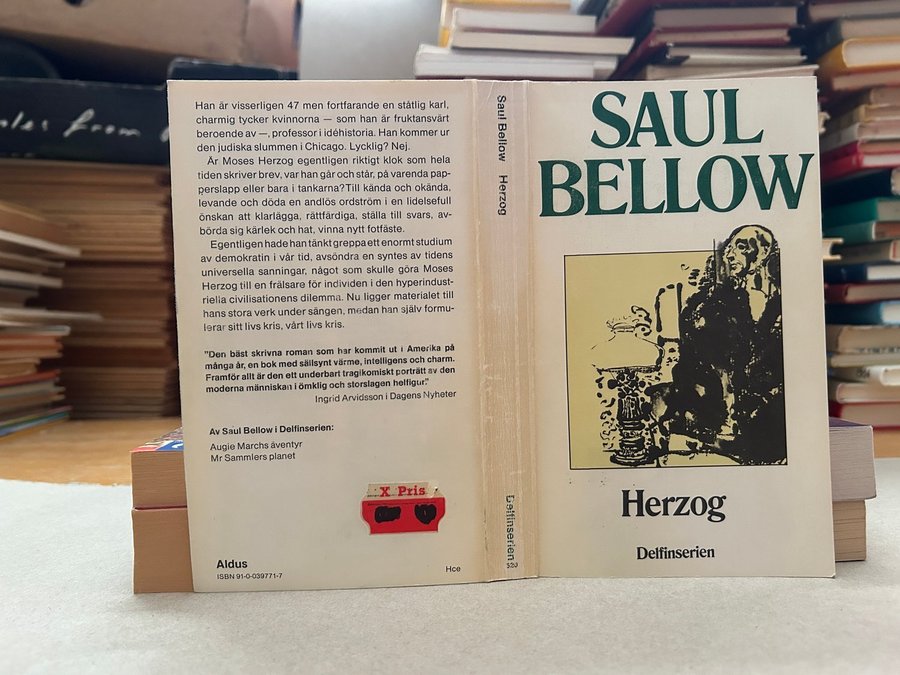 Han är visserligen 47 men fortfarande en ståtlig karl,
charmig tycker kvinnorna — som han är fruktansvärt
beroende av —, professor i idéhistoria. Han kommer ur
den judiska slummen i Chicago. Lycklig? Nej.
Är Moses Herzog egentligen riktigt klok som hela
tiden skriver brev, var han går och står, på varenda pap-
perslapp eller bara i tankarna? Till kända och okända,
levande och döda en andlös ordström i en lidelsefull
önskan att klarlägga, rättfärdiga, ställa till svars, av-
börda sig kärlek och hat, vinna nytt fotfäste.
Egentligen hade han tänkt greppa ett enormt studium
av demokratin i vår tid, avsöndra en syntes av tidens
universella sanningar, något som skulle göra Moses
Herzog till en frälsare för individen i den hyperindust-
riella civilisationens dilemma. Nu ligger materialet till
hans stora verk under sängen, medan han själv formu-
lerar sitt livs kris, vårt livs kris.
"Den bäst skrivna roman som har kommit ut i Amerika på
många år, en bok med sällsynt värme, intelligens och charm.
Framför allt är den ett underbart tragikomiskt porträtt av den
moderna människan i ömklig och storslagen helfigur."
Ingrid Arvidsson i Dagens Nyheter
Av Saul Bellow i Delfinserien:
Augie Marchs äventyr
Mr Sammlers planet
X Pris
Aldus
ISBN 91-0-039771-7
Hce
Saul Bellow Herzog
Delfinserien
SAUL
BELLOW
Herzog
Delfinserien